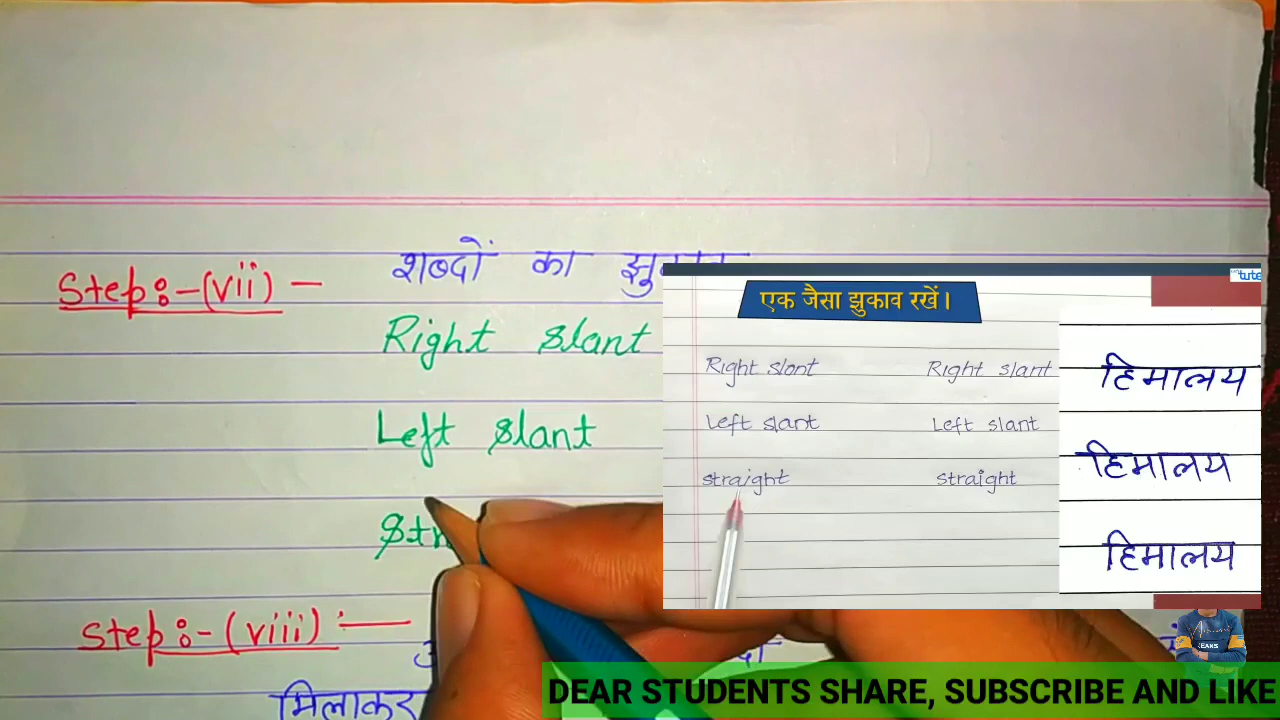 Step:-(vii) - शब्दों का
Right slant
Left slant
Step:-(viii):-
मिलाकर
tute
एक जैसा झुकाव रखें।
Right slant Right slant
Left slant Left slant
straight straight
हिमालय
हिमालय
हिमालय
DEAR STUDENTS SHARE, SUBSCRIBE AND LIKE